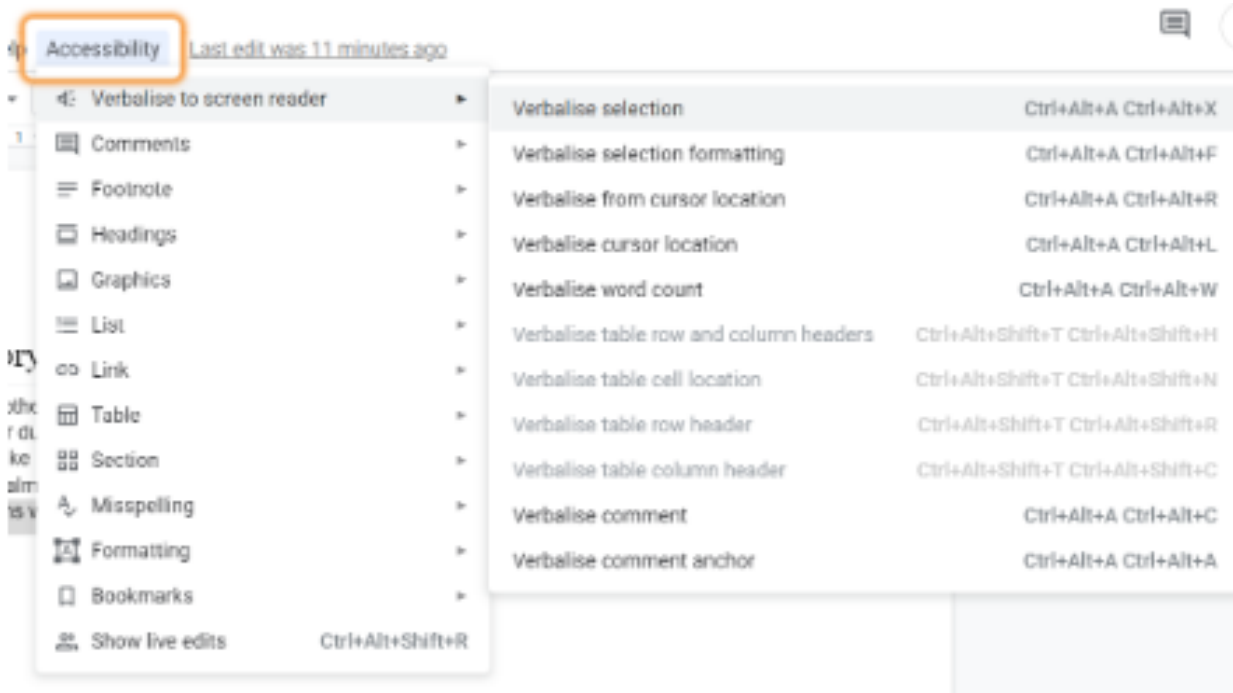 Accessibility Last edit was 11 minutes ago
Verbalise to screen reader
Comments
Footnote
Headings
Graphics
List
Link
Table
Section
Misspelling
Formatting
Bookmarks
Show live edits Ctrl+Alt+Shift+R
Verbalise selection Ctrl+Alt+A Ctrl+Alt+X
Verbalise selection formatting Ctrl+Alt+A Ctrl+Alt+F
Verbalise from cursor location Ctrl+Alt+A Ctrl+Alt+R
Verbalise cursor location Ctrl+Alt+A Ctrl+Alt+L
Verbalise word count Ctrl+Alt+A Ctrl+Alt+W
Verbalise table row and column headers Ctrl+Alt+Shift+T Ctrl+Alt+Shift+H
Verbalise table cell location Ctrl+Alt+Shift+T Ctrl+Alt+Shift+N
Verbalise table row header Ctrl+Alt+Shift+T Ctrl+Alt+Shift+R
Verbalise table column header Ctrl+Alt+Shift+T Ctrl+Alt+Shift+C
Verbalise comment Ctrl+Alt+A Ctrl+Alt+C
Verbalise comment anchor Ctrl+Alt+A Ctrl+Alt+A